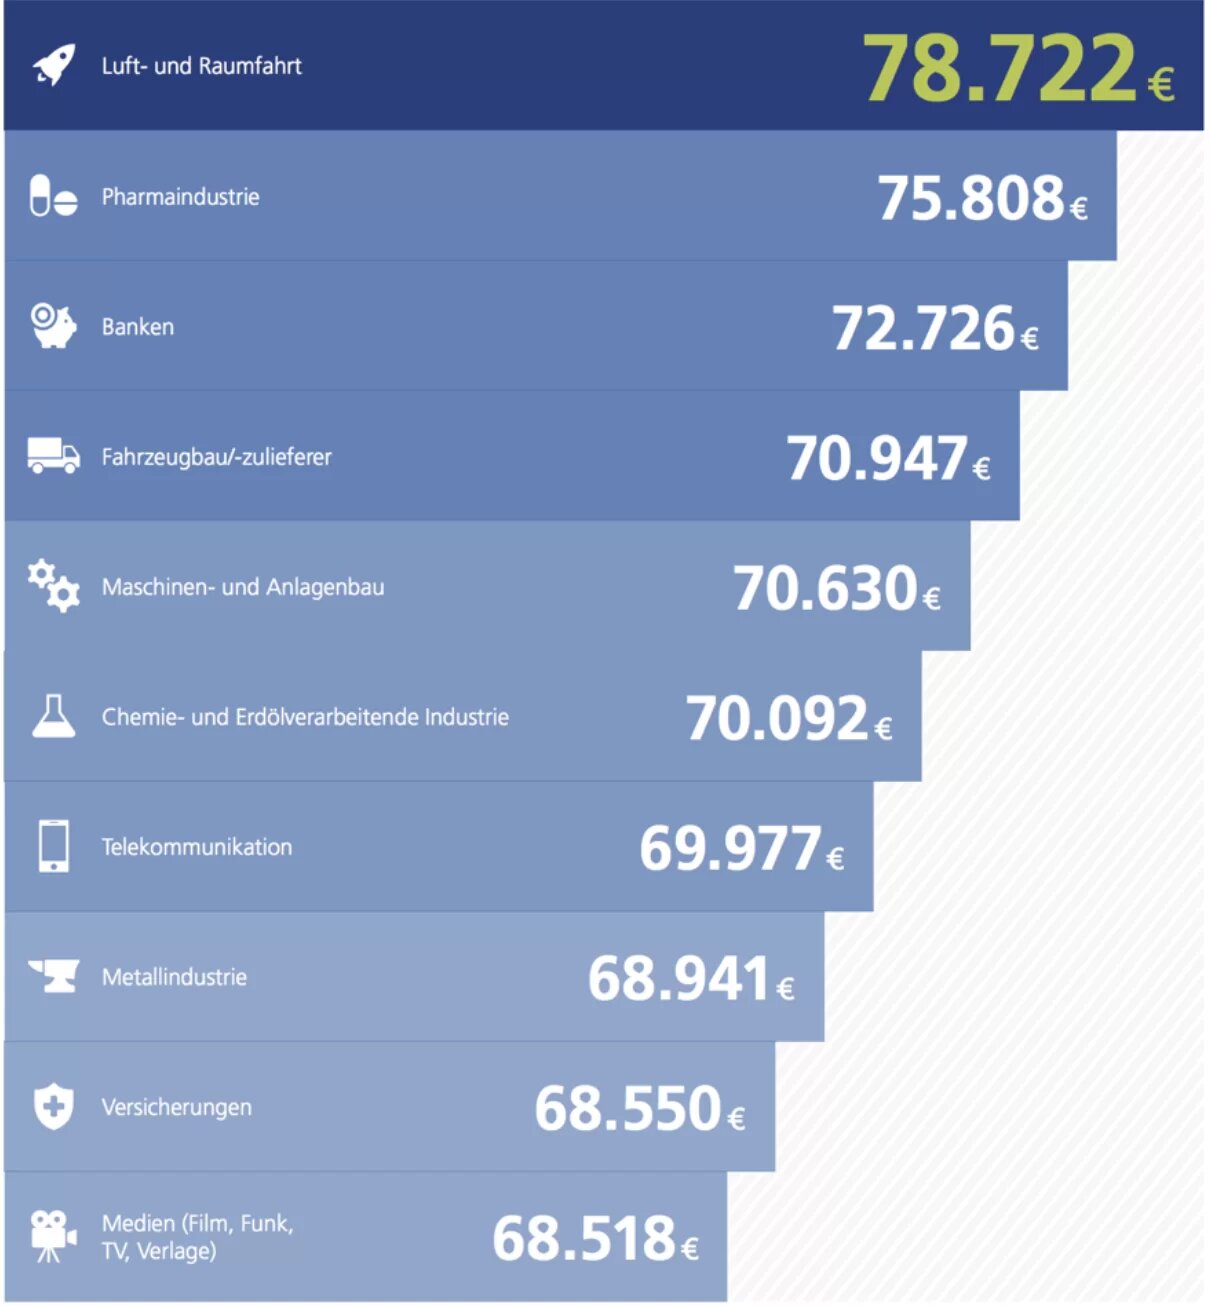 Luft- und Raumfahrt 78.722 €
Pharmaindustrie 75.808 €
Banken 72.726 €
Fahrzeugbau/-zulieferer 70.947 €
Maschinen- und Anlagenbau 70.630 €
Chemie- und Erdölverarbeitende Industrie 70.092 €
Telekommunikation 69.977 €
Metallindustrie 68.941 €
Versicherungen 68.550 €
Medien (Film, Funk,
TV, Verlage) 68.518 €